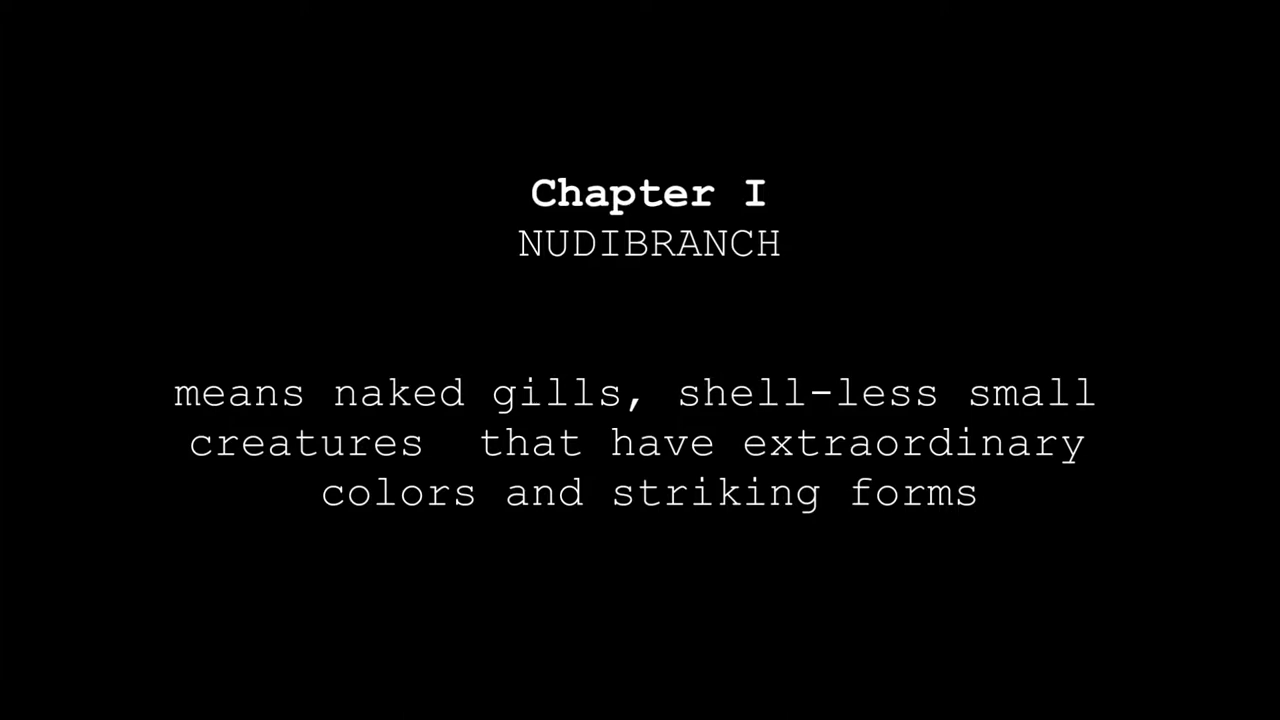 Chapter I
NUDIBRANCH
means naked gills, shell-less small
creatures  that have extraordinary
colors and striking forms